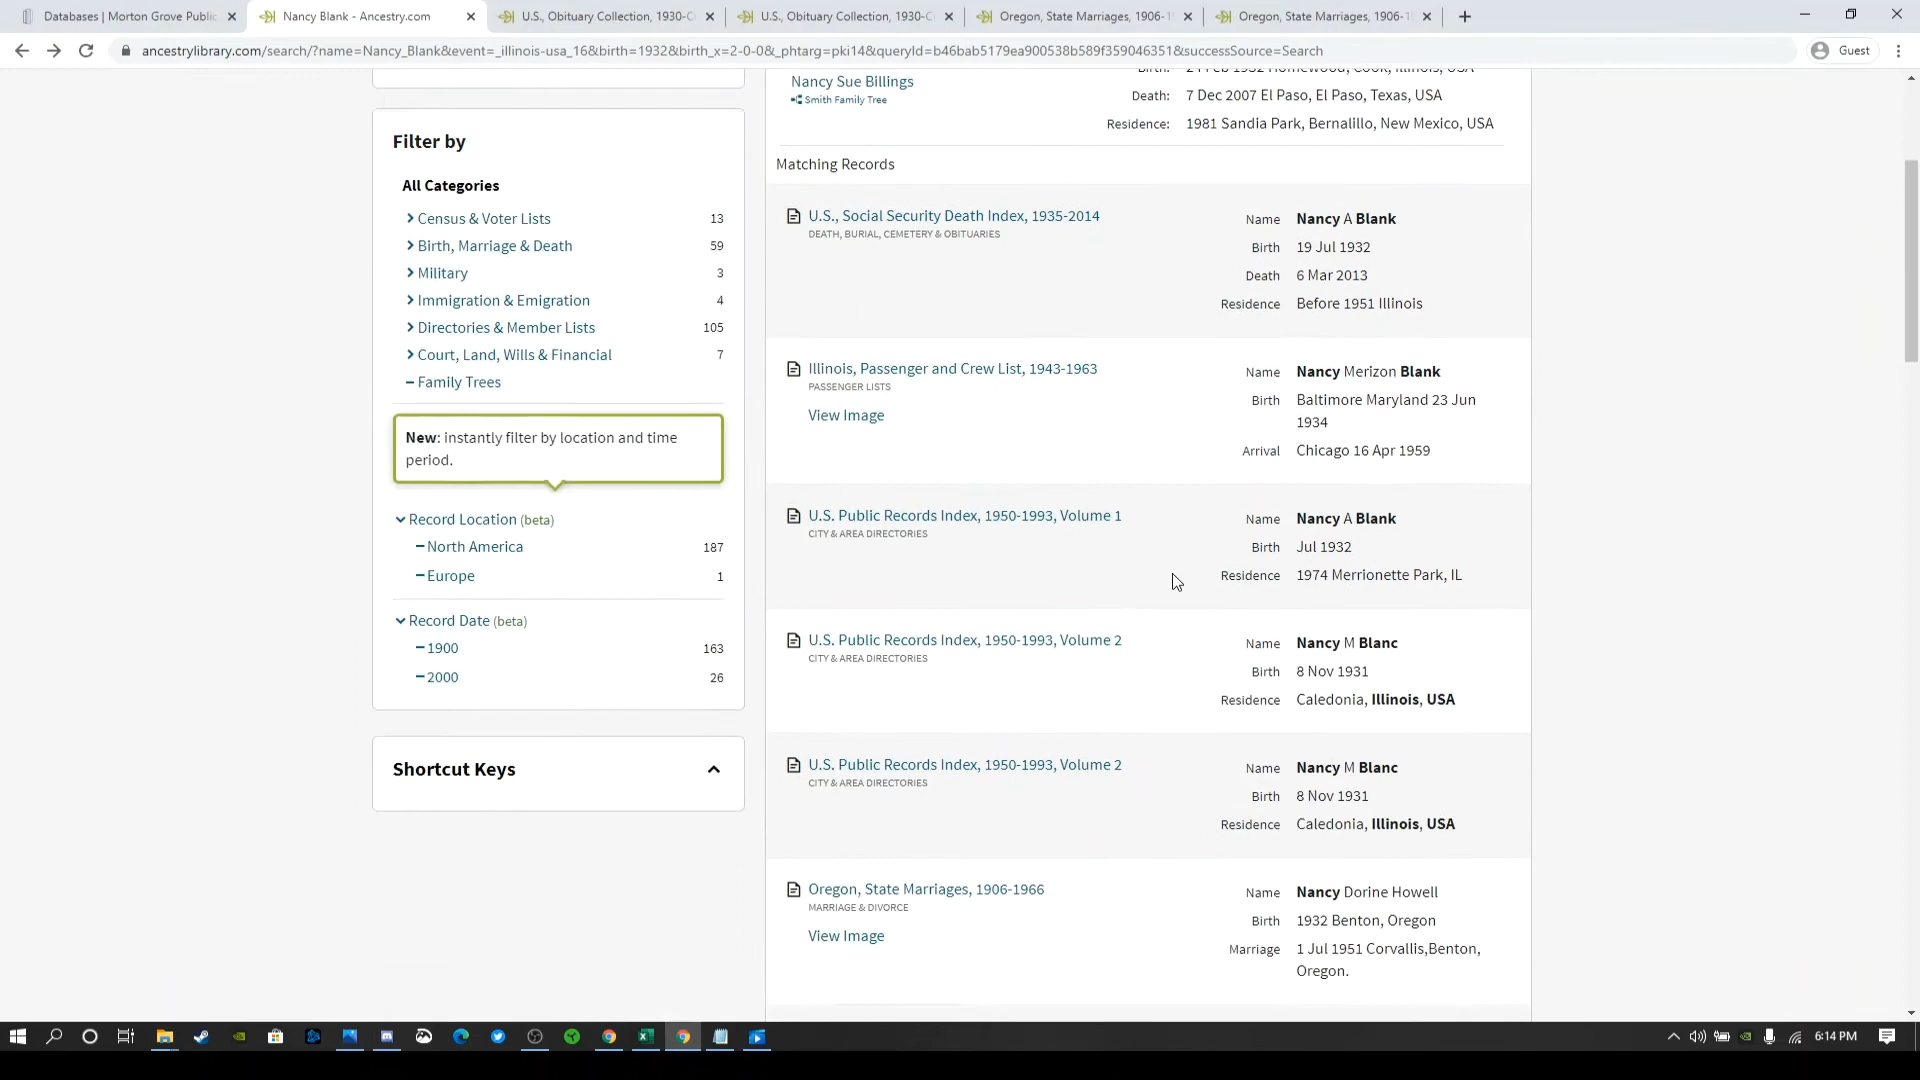 Databases | Morton Grove Public
Nancy Blank - Ancestry.com
U.S., Obituary Collection, 1930-C
U.S., Obituary Collection, 1930-C
Oregon, State Marriages, 1906-1
Oregon, State Marriages, 1906-1
ancestrylibrary.com/search/?name=Nancy_Blank&event=_illinois-usa_16&birth=1932&birth_x=2-0-0&_phtarg=pki14&queryId=b46bab5179ea900538b589f359046351&successSource=Search
Guest
Filter by
All Categories
Census & Voter Lists 13
Birth, Marriage & Death 59
Military 3
Immigration & Emigration 4
Directories & Member Lists 105
Court, Land, Wills & Financial 7
Family Trees
New: instantly filter by location and time
period.
Record Location (beta)
North America 187
Europe 1
Record Date (beta)
1900 163
2000 26
Shortcut Keys
Birth: 24 Feb 1932 Homewood, Cook, Illinois, USA
Nancy Sue Billings
Smith Family Tree
Death: 7 Dec 2007 El Paso, El Paso, Texas, USA
Residence: 1981 Sandia Park, Bernalillo, New Mexico, USA
Matching Records
U.S., Social Security Death Index, 1935-2014
DEATH, BURIAL, CEMETERY & OBITUARIES
Name Nancy A Blank
Birth 19 Jul 1932
Death 6 Mar 2013
Residence Before 1951 Illinois
Illinois, Passenger and Crew List, 1943-1963
PASSENGER LISTS
View Image
Name Nancy Merizon Blank
Birth Baltimore Maryland 23 Jun
1934
Arrival Chicago 16 Apr 1959
U.S. Public Records Index, 1950-1993, Volume 1
CITY & AREA DIRECTORIES
Name Nancy A Blank
Birth Jul 1932
Residence 1974 Merrionette Park, IL
U.S. Public Records Index, 1950-1993, Volume 2
CITY & AREA DIRECTORIES
Name Nancy M Blanc
Birth 8 Nov 1931
Residence Caledonia, Illinois, USA
U.S. Public Records Index, 1950-1993, Volume 2
CITY & AREA DIRECTORIES
Name Nancy M Blanc
Birth 8 Nov 1931
Residence Caledonia, Illinois, USA
Oregon, State Marriages, 1906-1966
MARRIAGE & DIVORCE
View Image
Name Nancy Dorine Howell
Birth 1932 Benton, Oregon
Marriage 1 Jul 1951 Corvallis,Benton,
Oregon.
6:14 PM